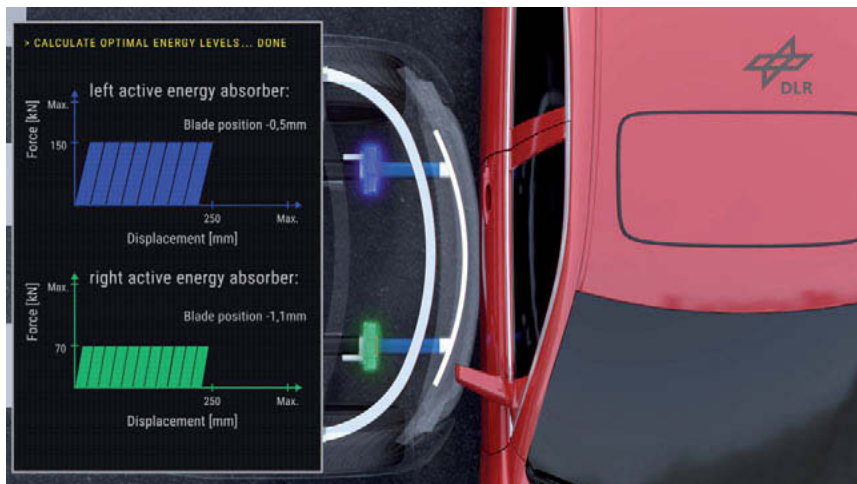 > CALCULATE OPTIMAL ENERGY LEVELS... DONE
left active energy absorber:
Force [kN]
Max.
Blade position -0,5mm
150
250
Max.
Displacement [mm]
right active energy absorber:
Force [kN]
Max.
Blade position -1,1mm
70
250
Max.
Displacement [mm]
DLR